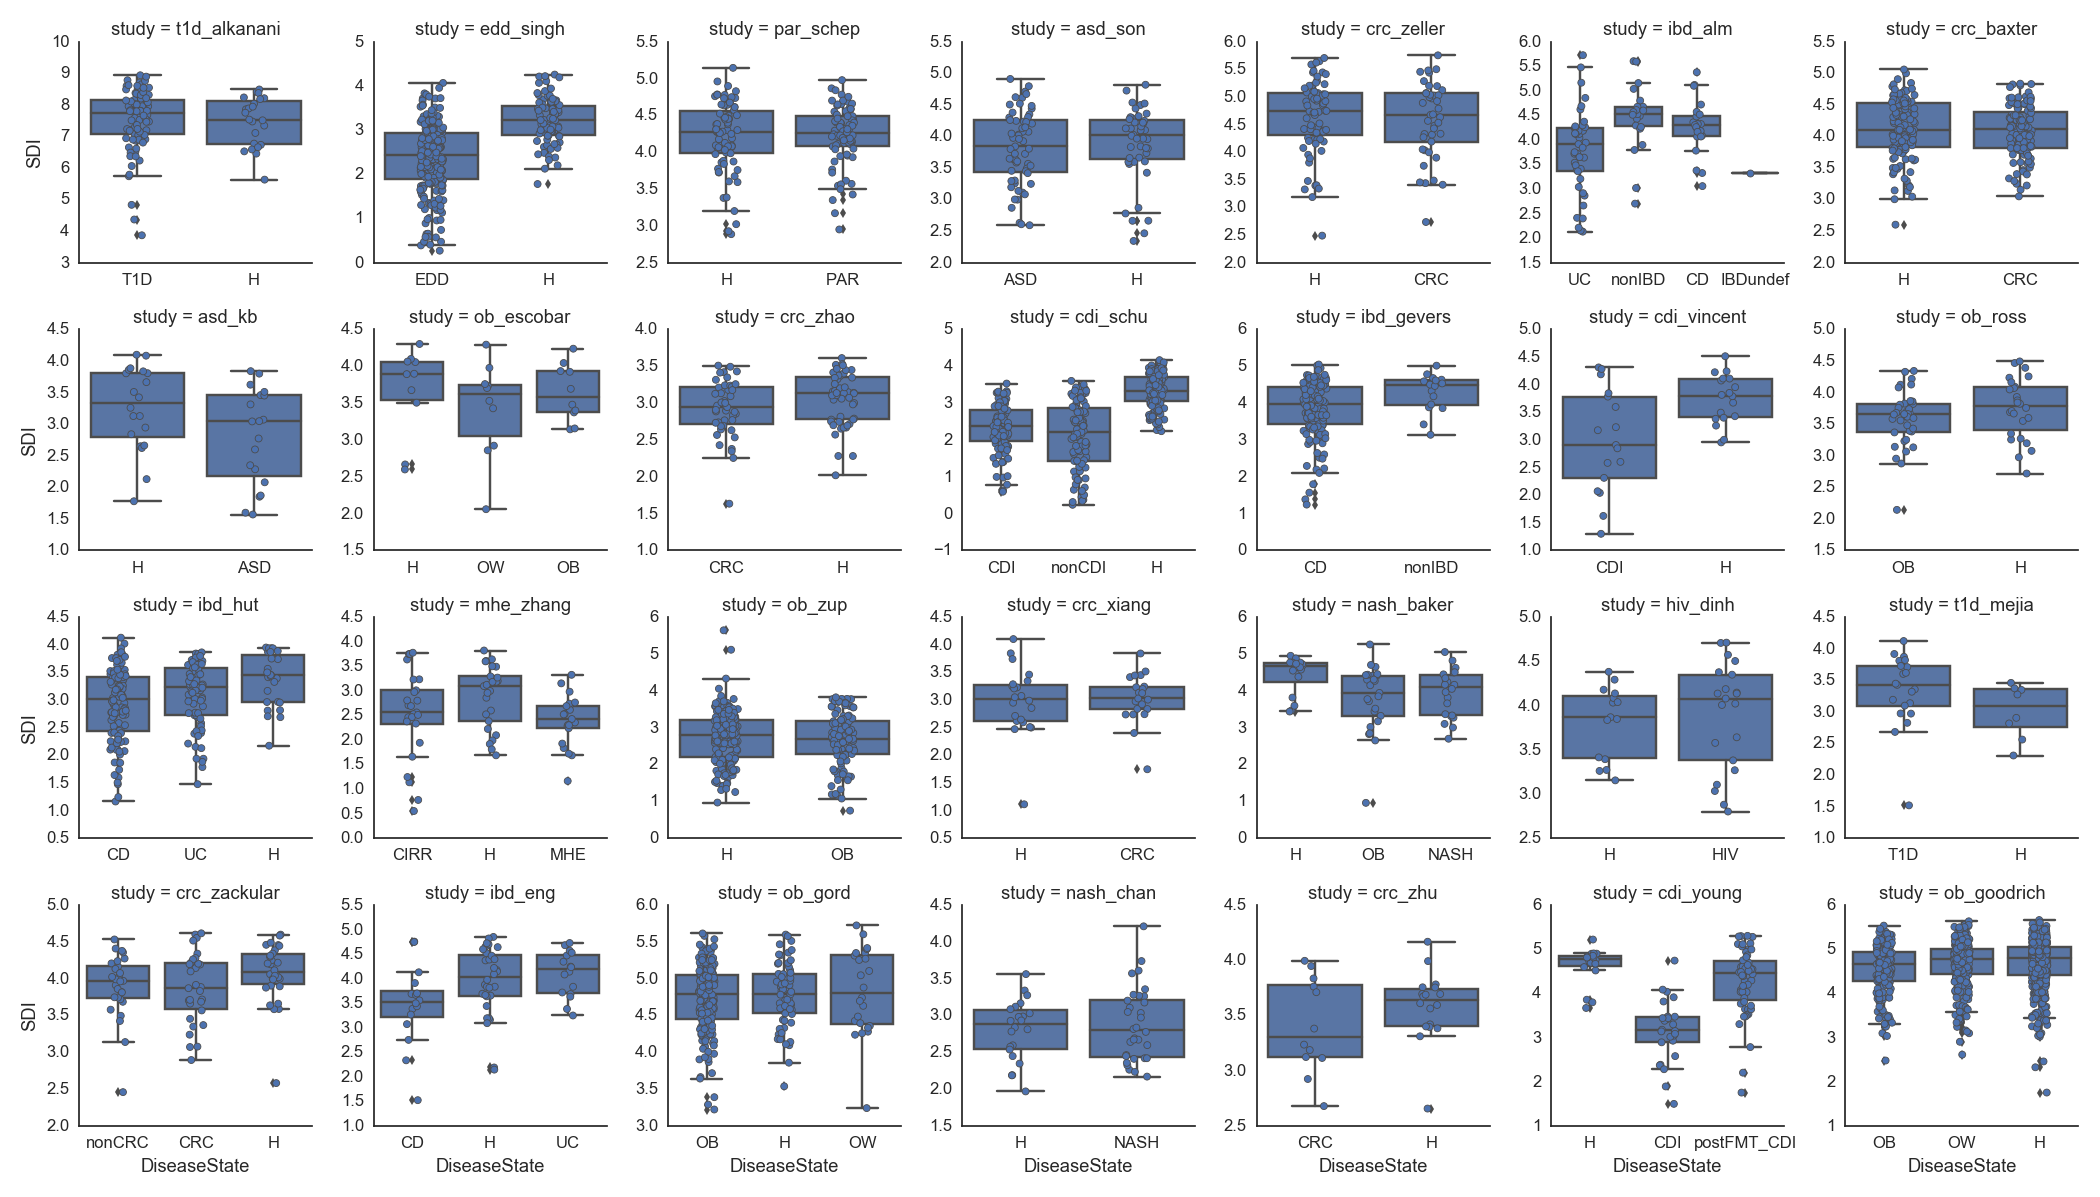 study = t1d_alkanani
study = edd_singh
study = par_schep
study = asd_son
study = crc_zeller
study = ibd_alm
study = crc_baxter
SDI
10
9
8
7
6
5
4
3
T1D
H
5
4
3
2
1
0
EDD
H
5.5
5.0
4.5
4.0
3.5
3.0
2.5
H
PAR
5.5
5.0
4.5
4.0
3.5
3.0
2.5
2.0
ASD
H
6.0
5.5
5.0
4.5
4.0
3.5
3.0
2.5
2.0
H
CRC
6.0
5.5
5.0
4.5
4.0
3.5
3.0
2.5
2.0
1.5
UC
nonIBD
CD
IBDundef
5.5
5.0
4.5
4.0
3.5
3.0
2.5
2.0
H
CRC
study = asd_kb
study = ob_escobar
study = crc_zhao
study = cdi_schu
study = ibd_gevers
study = cdi_vincent
study = ob_ross
SDI
4.5
4.0
3.5
3.0
2.5
2.0
1.5
1.0
H
ASD
4.5
4.0
3.5
3.0
2.5
2.0
1.5
H
OW
OB
4.0
3.5
3.0
2.5
2.0
1.5
1.0
CRC
H
5
4
3
2
1
0
−1
CDI
nonCDI
H
6
5
4
3
2
1
0
CD
nonIBD
5.0
4.5
4.0
3.5
3.0
2.5
2.0
1.5
1.0
CDI
H
5.0
4.5
4.0
3.5
3.0
2.5
2.0
1.5
OB
H
study = ibd_hut
study = mhe_zhang
study = ob_zup
study = crc_xiang
study = nash_baker
study = hiv_dinh
study = t1d_mejia
SDI
4.5
4.0
3.5
3.0
2.5
2.0
1.5
1.0
0.5
CD
UC
H
4.5
4.0
3.5
3.0
2.5
2.0
1.5
1.0
0.5
0.0
CIRR
H
MHE
6
5
4
3
2
1
0
H
OB
4.5
4.0
3.5
3.0
2.5
2.0
1.5
1.0
0.5
H
CRC
6
5
4
3
2
1
0
H
OB
NASH
5.0
4.5
4.0
3.5
3.0
2.5
H
HIV
4.5
4.0
3.5
3.0
2.5
2.0
1.5
1.0
T1D
H
study = crc_zackular
study = ibd_eng
study = ob_gord
study = nash_chan
study = crc_zhu
study = cdi_young
study = ob_goodrich
SDI
5.0
4.5
4.0
3.5
3.0
2.5
2.0
nonCRC
CRC
H
DiseaseState
5.5
5.0
4.5
4.0
3.5
3.0
2.5
2.0
1.5
1.0
CD
H
UC
DiseaseState
6.0
5.5
5.0
4.5
4.0
3.5
3.0
OB
H
OW
DiseaseState
4.5
4.0
3.5
3.0
2.5
2.0
1.5
H
NASH
DiseaseState
4.5
4.0
3.5
3.0
2.5
CRC
H
DiseaseState
6
5
4
3
2
1
H
CDI
postFMT_CDI
DiseaseState
6
5
4
3
2
1
OB
OW
H
DiseaseState